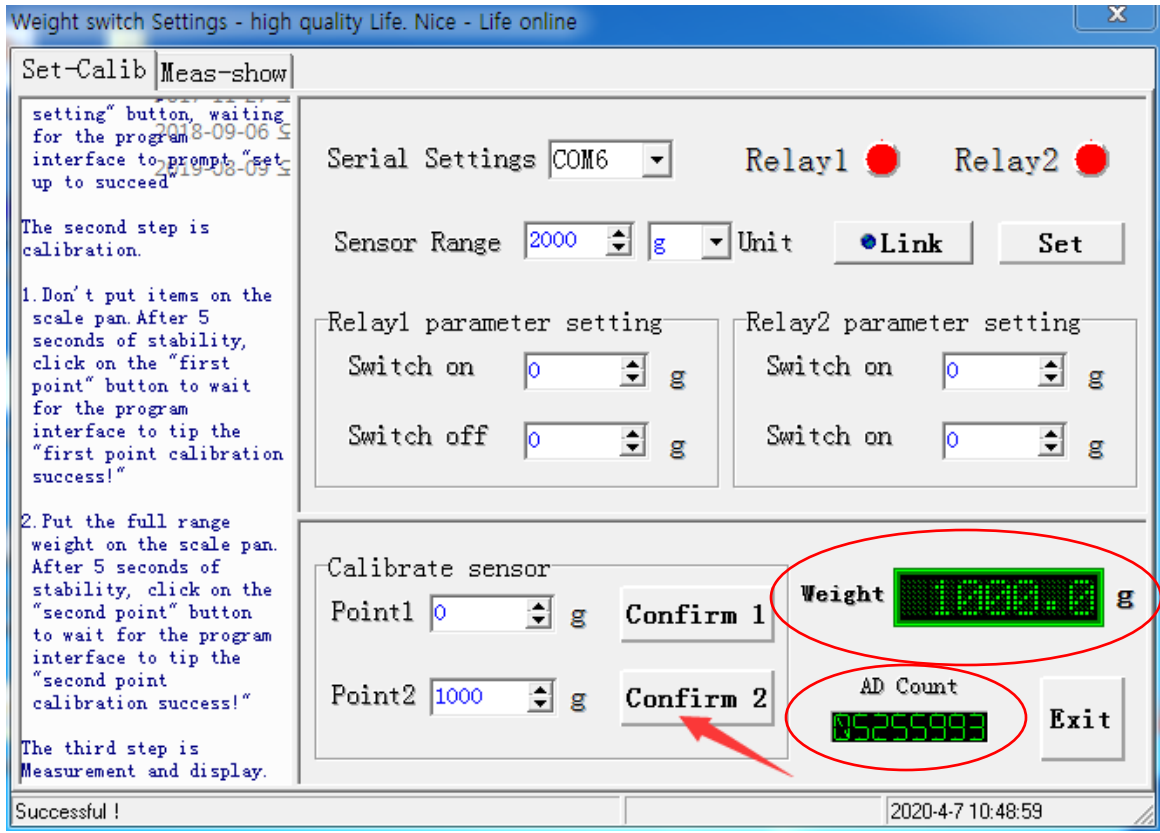 Weight switch Settings - high quality Life. Nice - Life online
X
Set-Calib
Meas-show
setting" button, waiting
for the program
interface to prompt "set
up to succeed"
2018-09-06
2019-08-09
The second step is
calibration.
1.Don't put items on the
scale pan.After 5
seconds of stability,
click on the "first
point" button to wait
for the program
interface to tip the
"first point calibration
success!"
2.Put the full range
weight on the scale pan.
After 5 seconds of
stability, click on the
"second point" button
to wait for the program
interface to tip the
"second point
calibration success!"
The third step is
Measurement and display.
Serial Settings COM6
Relay1
Relay2
Sensor Range 2000 g Unit
Link
Set
Relay1 parameter setting
Switch on 0 g
Switch off 0 g
Relay2 parameter setting
Switch on 0 g
Switch on 0 g
Calibrate sensor
Point1 0 g Confirm 1
Point2 1000 g Confirm 2
Weight 1000.0 g
AD Count
05255993
Exit
Successful !
2020-4-7 10:48:59